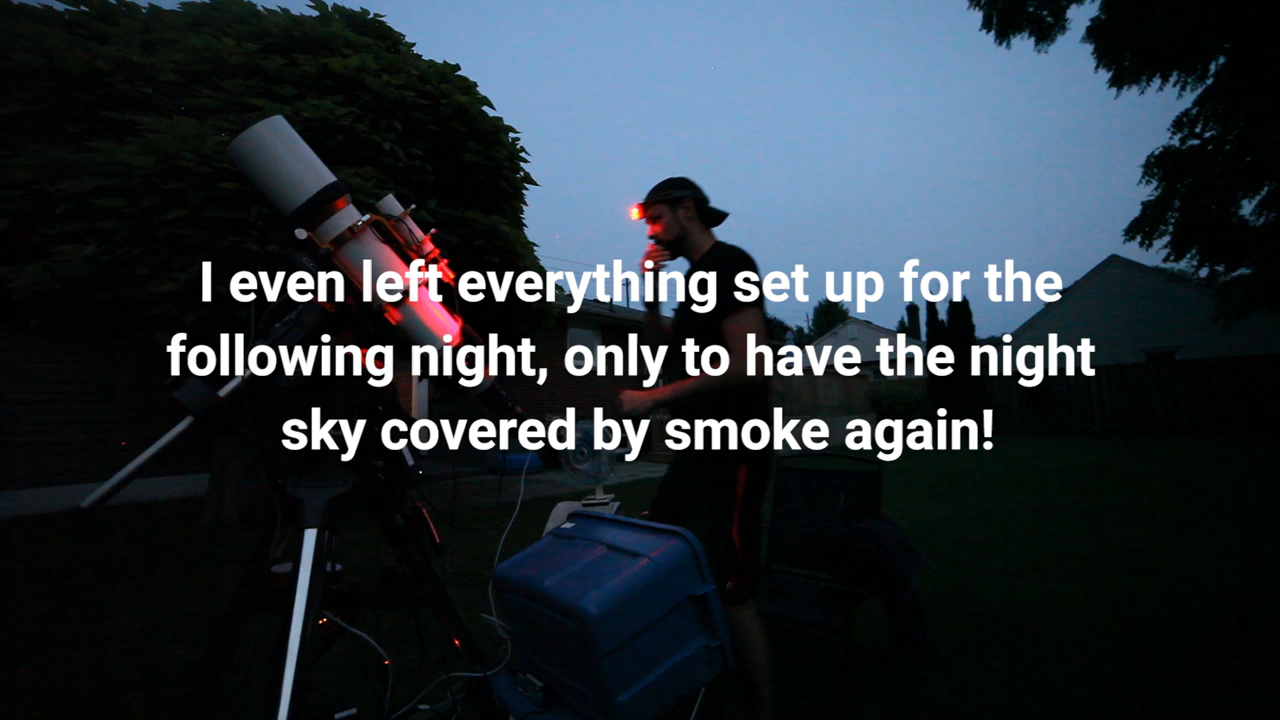 I even left everything set up for the
following night, only to have the night
sky covered by smoke again!